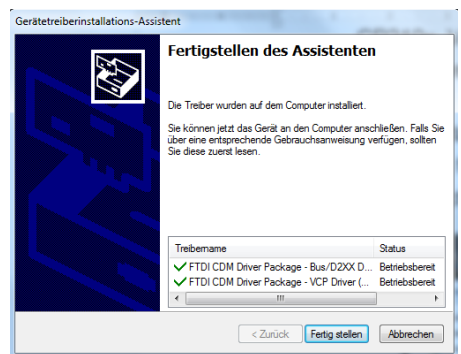 Gerätetreiberinstallations-Assistent
Fertigstellen des Assistenten
Die Treiber wurden auf dem Computer installiert.
Sie können jetzt das Gerät an den Computer anschließen. Falls Sie
über eine entsprechende Gebrauchsanweisung verfügen, sollten
Sie diese zuerst lesen.
Treibername Status
FTDI CDM Driver Package - Bus/D2XX D... Betriebsbereit
FTDI CDM Driver Package - VCP Driver (... Betriebsbereit
< Zurück Fertig stellen Abbrechen